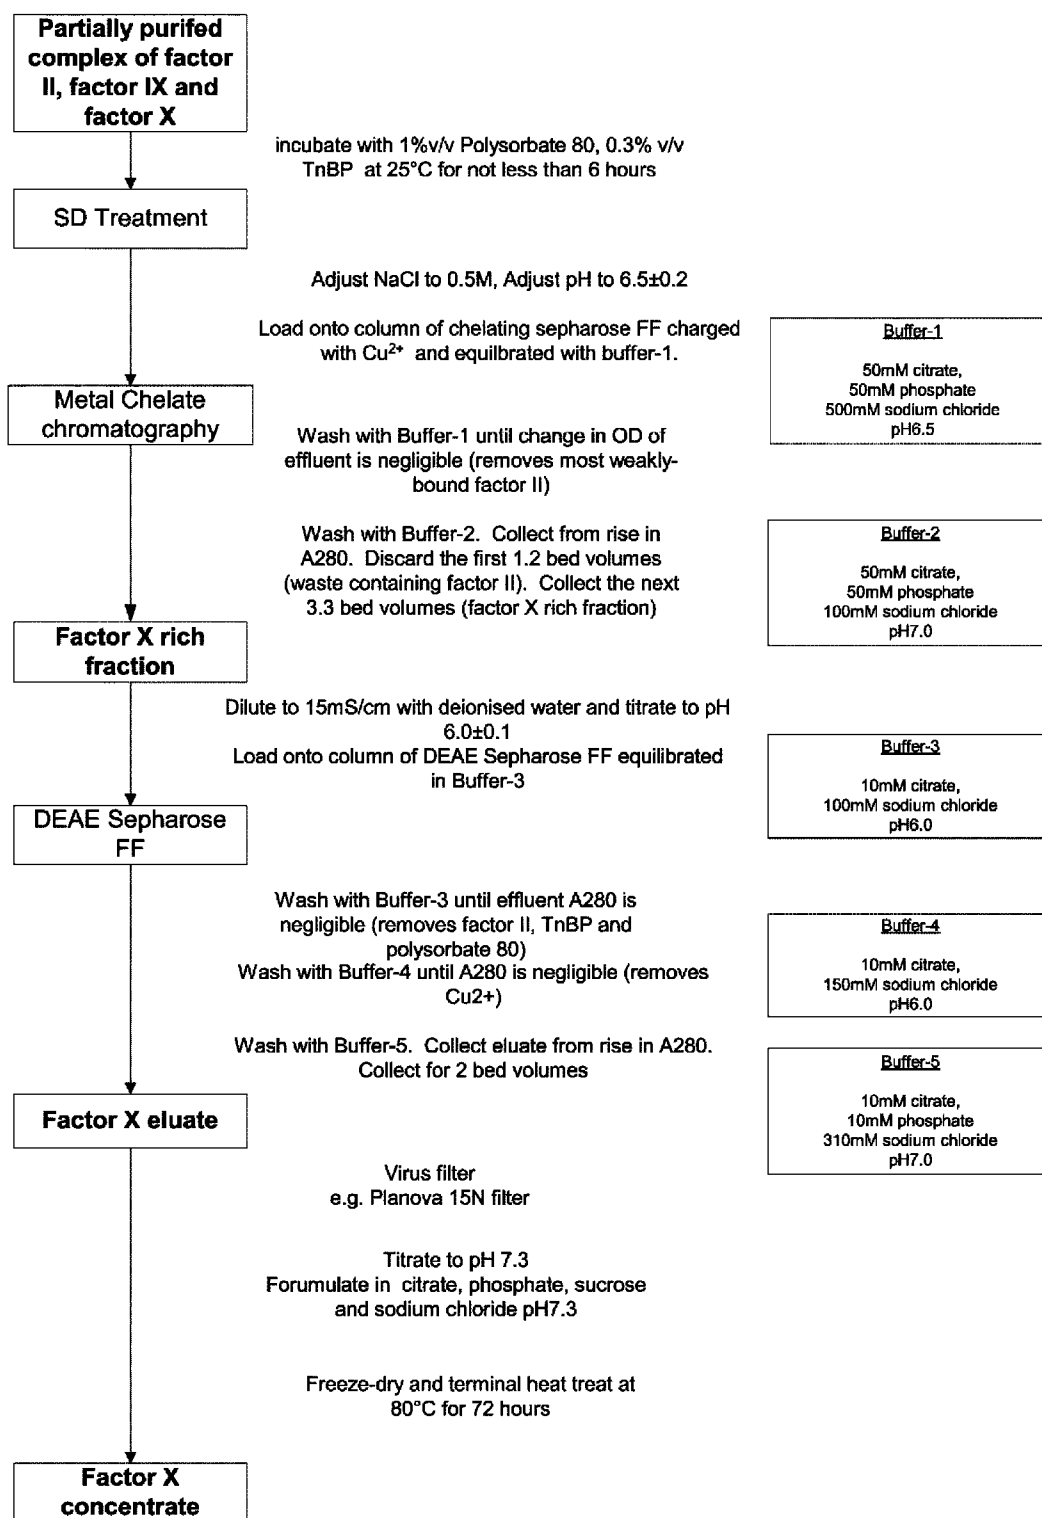 Partially purifed
complex of factor
II, factor IX and
factor X
incubate with 1%v/v Polysorbate 80, 0.3% v/v
TnBP at 25°C for not less than 6 hours
SD Treatment
Adjust NaCl to 0.5M, Adjust pH to 6.5±0.2
Load onto column of chelating sepharose FF charged
with Cu²⁺ and equilbrated with buffer-1.
Buffer-1
50mM citrate,
50mM phosphate
500mM sodium chloride
pH6.5
Metal Chelate
chromatography
Wash with Buffer-1 until change in OD of
effluent is negligible (removes most weakly-
bound factor II)
Wash with Buffer-2. Collect from rise in
A280. Discard the first 1.2 bed volumes
(waste containing factor II). Collect the next
3.3 bed volumes (factor X rich fraction)
Buffer-2
50mM citrate,
50mM phosphate
100mM sodium chloride
pH7.0
Factor X rich
fraction
Dilute to 15mS/cm with deionised water and titrate to pH
6.0±0.1
Load onto column of DEAE Sepharose FF equilibrated
in Buffer-3
Buffer-3
10mM citrate,
100mM sodium chloride
pH6.0
DEAE Sepharose
FF
Wash with Buffer-3 until effluent A280 is
negligible (removes factor II, TnBP and
polysorbate 80)
Wash with Buffer-4 until A280 is negligible (removes
Cu2+)
Buffer-4
10mM citrate,
150mM sodium chloride
pH6.0
Wash with Buffer-5. Collect eluate from rise in A280.
Collect for 2 bed volumes
Buffer-5
10mM citrate,
10mM phosphate
310mM sodium chloride
pH7.0
Factor X eluate
Virus filter
e.g. Planova 15N filter
Titrate to pH 7.3
Forumulate in citrate, phosphate, sucrose
and sodium chloride pH7.3
Freeze-dry and terminal heat treat at
80°C for 72 hours
Factor X
concentrate